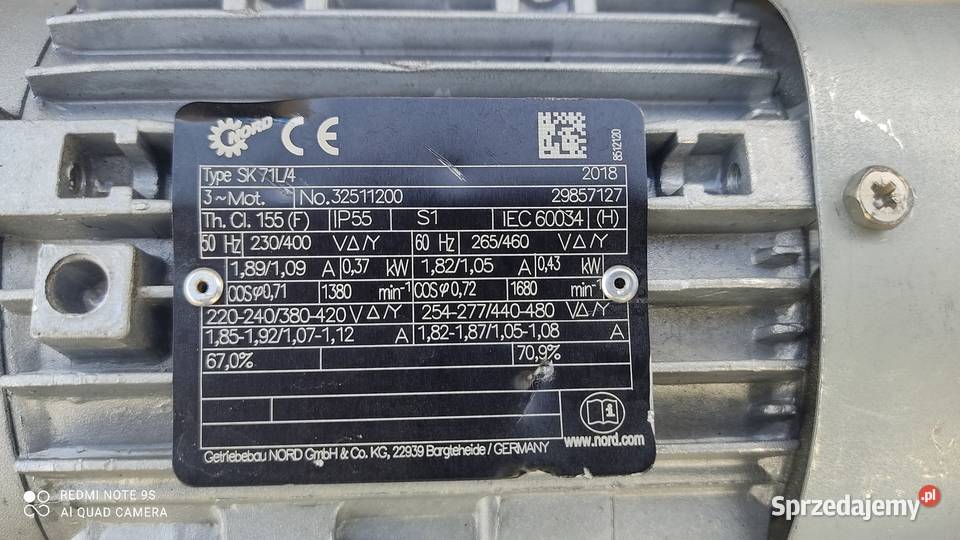 NORD CE
8512120
Type SK 71L/4 2018
3~Mot. No.32511200 29857127
Th. Cl. 155 (F) IP55 S1 IEC 60034 (H)
50 Hz 230/400 V Δ/Y 60 Hz 265/460 V Δ/Y
1,89/1,09 A 0,37 kW 1,82/1,05 A 0,43 kW
COS φ 0,71 1380 min⁻¹ COS φ 0,72 1680 min⁻¹
220-240/380-420 V Δ/Y 254-277/440-480 V Δ/Y
1,85-1,92/1,07-1,12 A 1,82-1,87/1,05-1,08 A
67,0% 70,9%
www.nord.com
Getriebebau NORD GmbH & Co. KG, 22939 Bargteheide / GERMANY
REDMI NOTE 9S
AI QUAD CAMERA
Sprzedajemy.pl